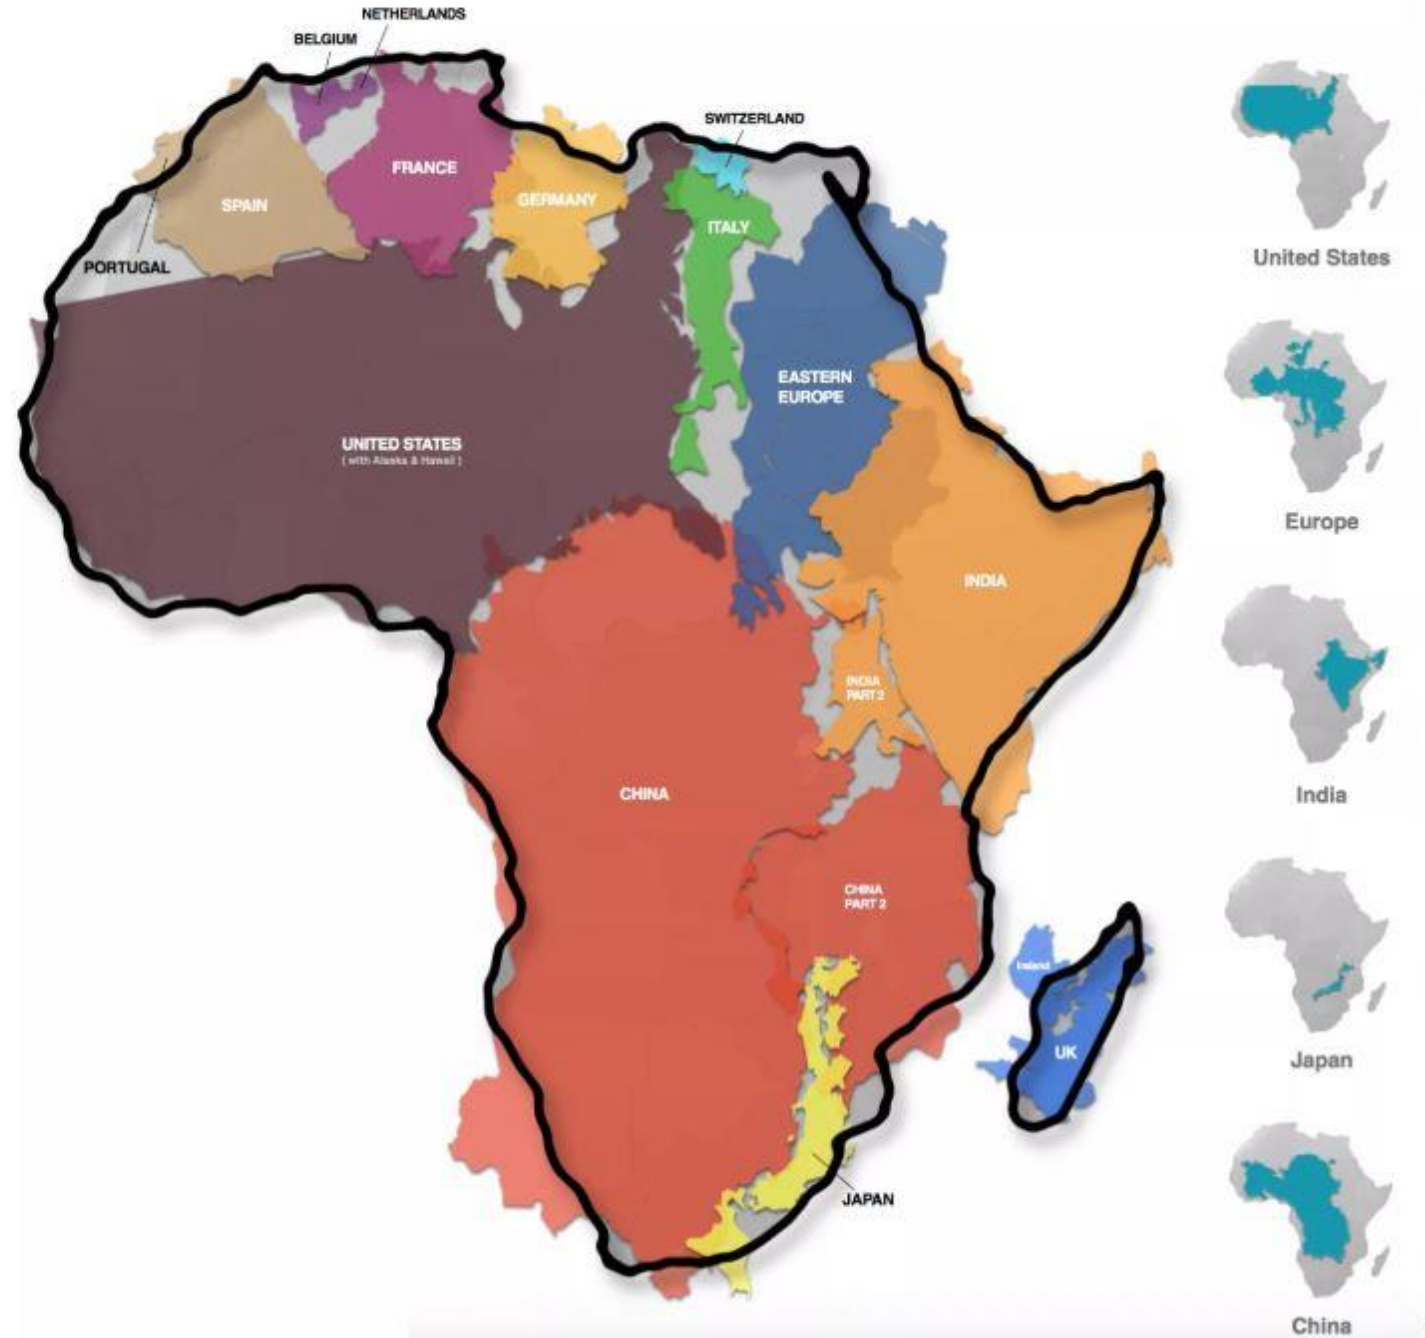 NETHERLANDS
BELGIUM
SWITZERLAND
FRANCE
GERMANY
SPAIN
ITALY
PORTUGAL
United States
EASTERN
EUROPE
UNITED STATES
( with Alaska & Hawaii )
Europe
INDIA
INDIA
PART 2
CHINA
India
CHINA
PART 2
Ireland
UK
Japan
JAPAN
China